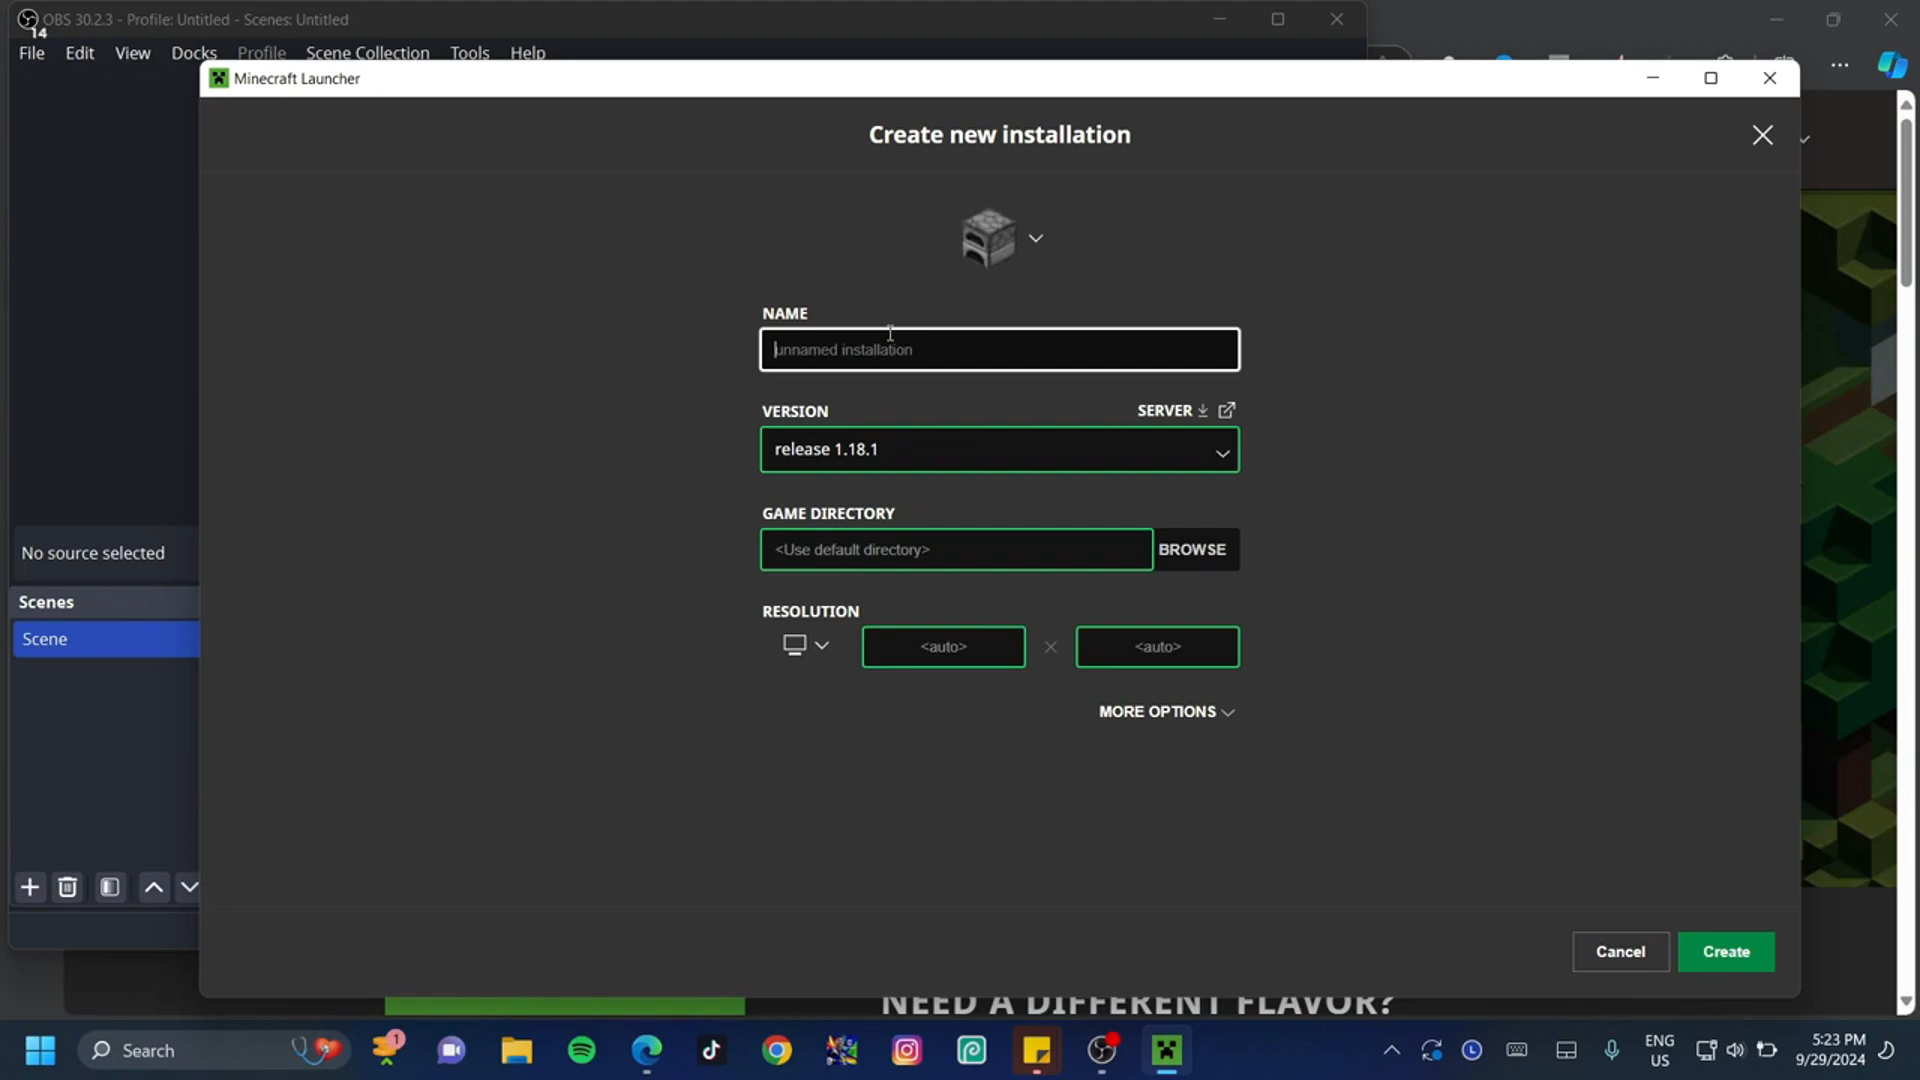 OBS 30.2.3 - Profile: Untitled - Scenes: Untitled
14
File Edit View Docks Profile Scene Collection Tools Help
Minecraft Launcher
Create new installation
NAME
unnamed installation
VERSION SERVER
release 1.18.1
GAME DIRECTORY
<Use default directory> BROWSE
No source selected
Scenes
RESOLUTION
Scene
<auto> <auto>
MORE OPTIONS
Cancel Create
NEED A DIFFERENT FLAVOR?
Search
1
ENG
US
5:23 PM
9/29/2024